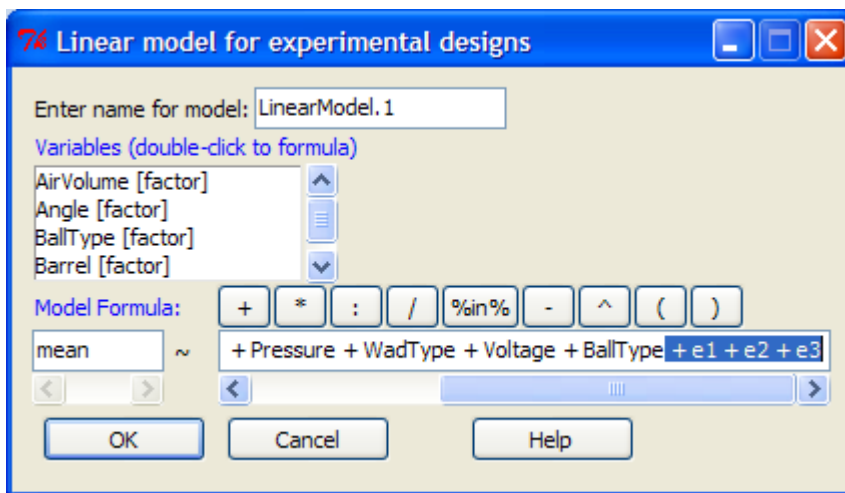 Linear model for experimental designs
Enter name for model: LinearModel.1
Variables (double-click to formula)
AirVolume [factor]
Angle [factor]
BallType [factor]
Barrel [factor]
Model Formula: + * : / %in% - ^ ( )
mean ~ + Pressure + WadType + Voltage + BallType + e1 + e2 + e3
OK Cancel Help